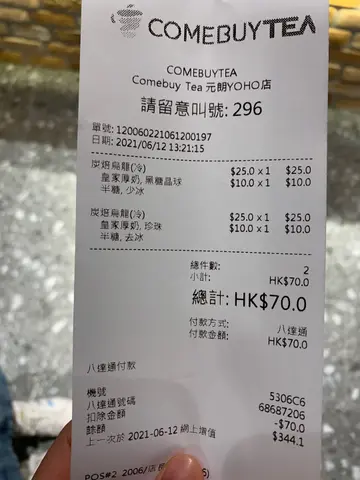 COMEBUYTEA
COMEBUYTEA
Comebuy Tea 元朗YOHO店
請留意叫號: 296
單號: 120060221061200197
日期: 2021/06/12 13:21:15
炭焙烏龍(冷) $25.0 x 1 $25.0
皇家厚奶, 黑糖晶球 $10.0 x 1 $10.0
半糖, 少冰
炭焙烏龍(冷) $25.0 x 1 $25.0
皇家厚奶, 珍珠 $10.0 x 1 $10.0
半糖, 去冰
總件數: 2
小計: HK$70.0
總計: HK$70.0
付款方式: 八達通
付款金額: HK$70.0
八達通付款
機號 5306C6
八達通號碼 68687206
扣除金額 -$70.0
餘額 $344.1
上一次於 2021-06-12 網上增值
POS#2 2006/店